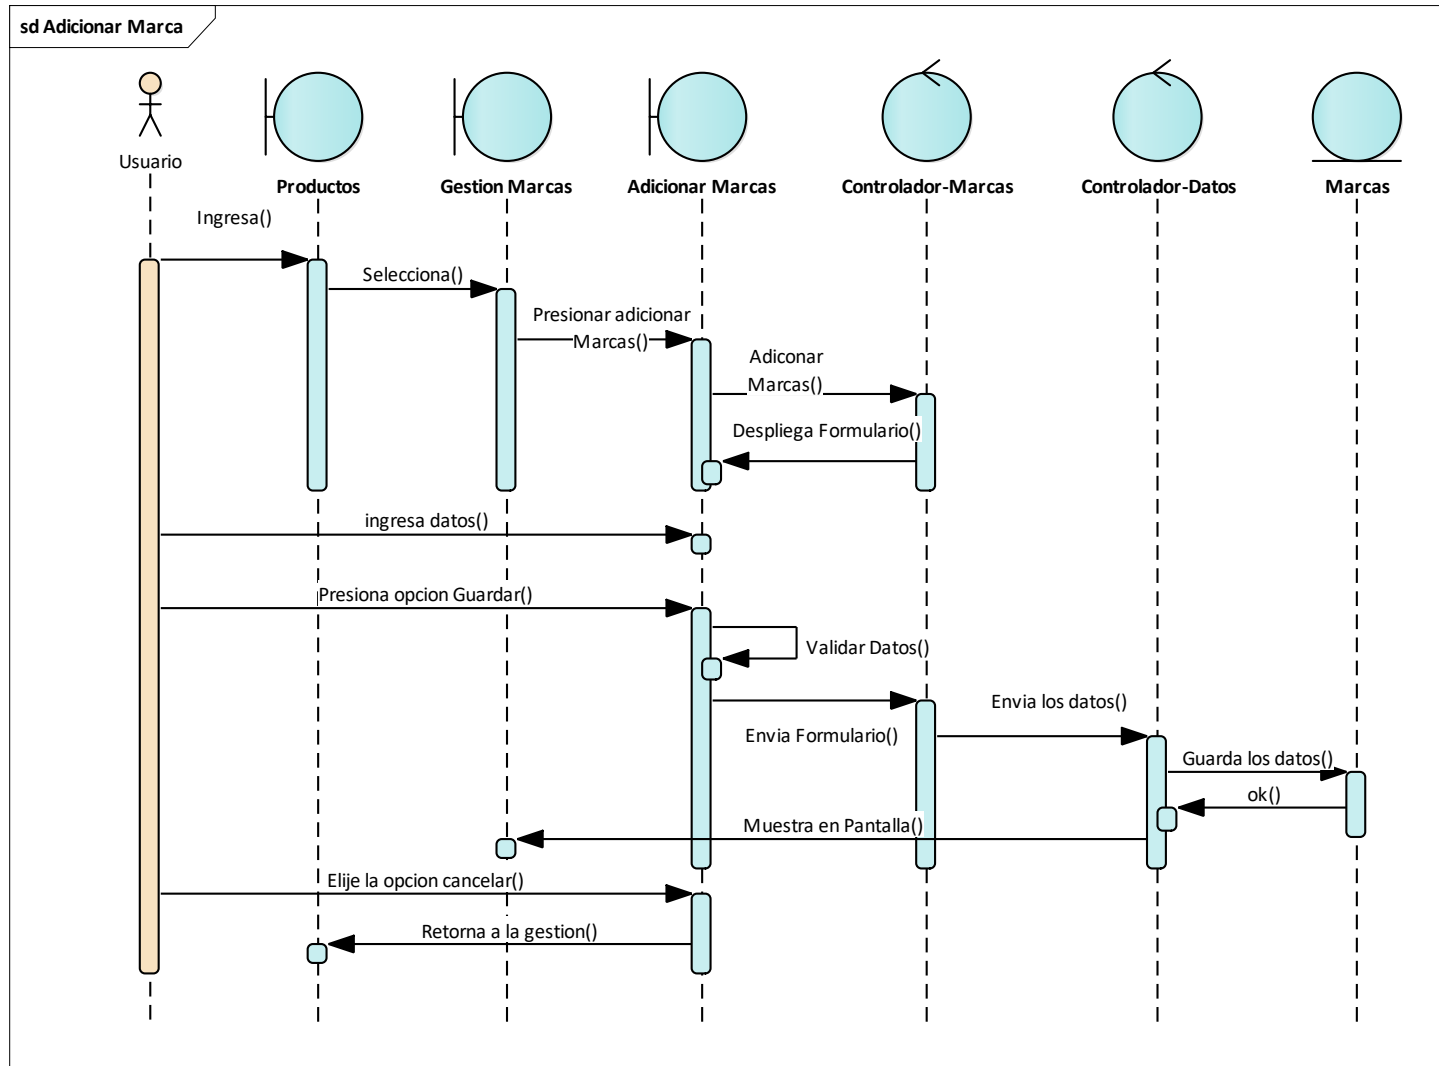 sd Adicionar Marca
Usuario
Productos
Gestion Marcas
Adicionar Marcas
Controlador-Marcas
Controlador-Datos
Marcas
Ingresa()
Selecciona()
Presionar adicionar
Marcas()
Adiconar
Marcas()
Despliega Formulario()
ingresa datos()
Presiona opcion Guardar()
Validar Datos()
Envia Formulario()
Envia los datos()
Guarda los datos()
ok()
Muestra en Pantalla()
Elije la opcion cancelar()
Retorna a la gestion()